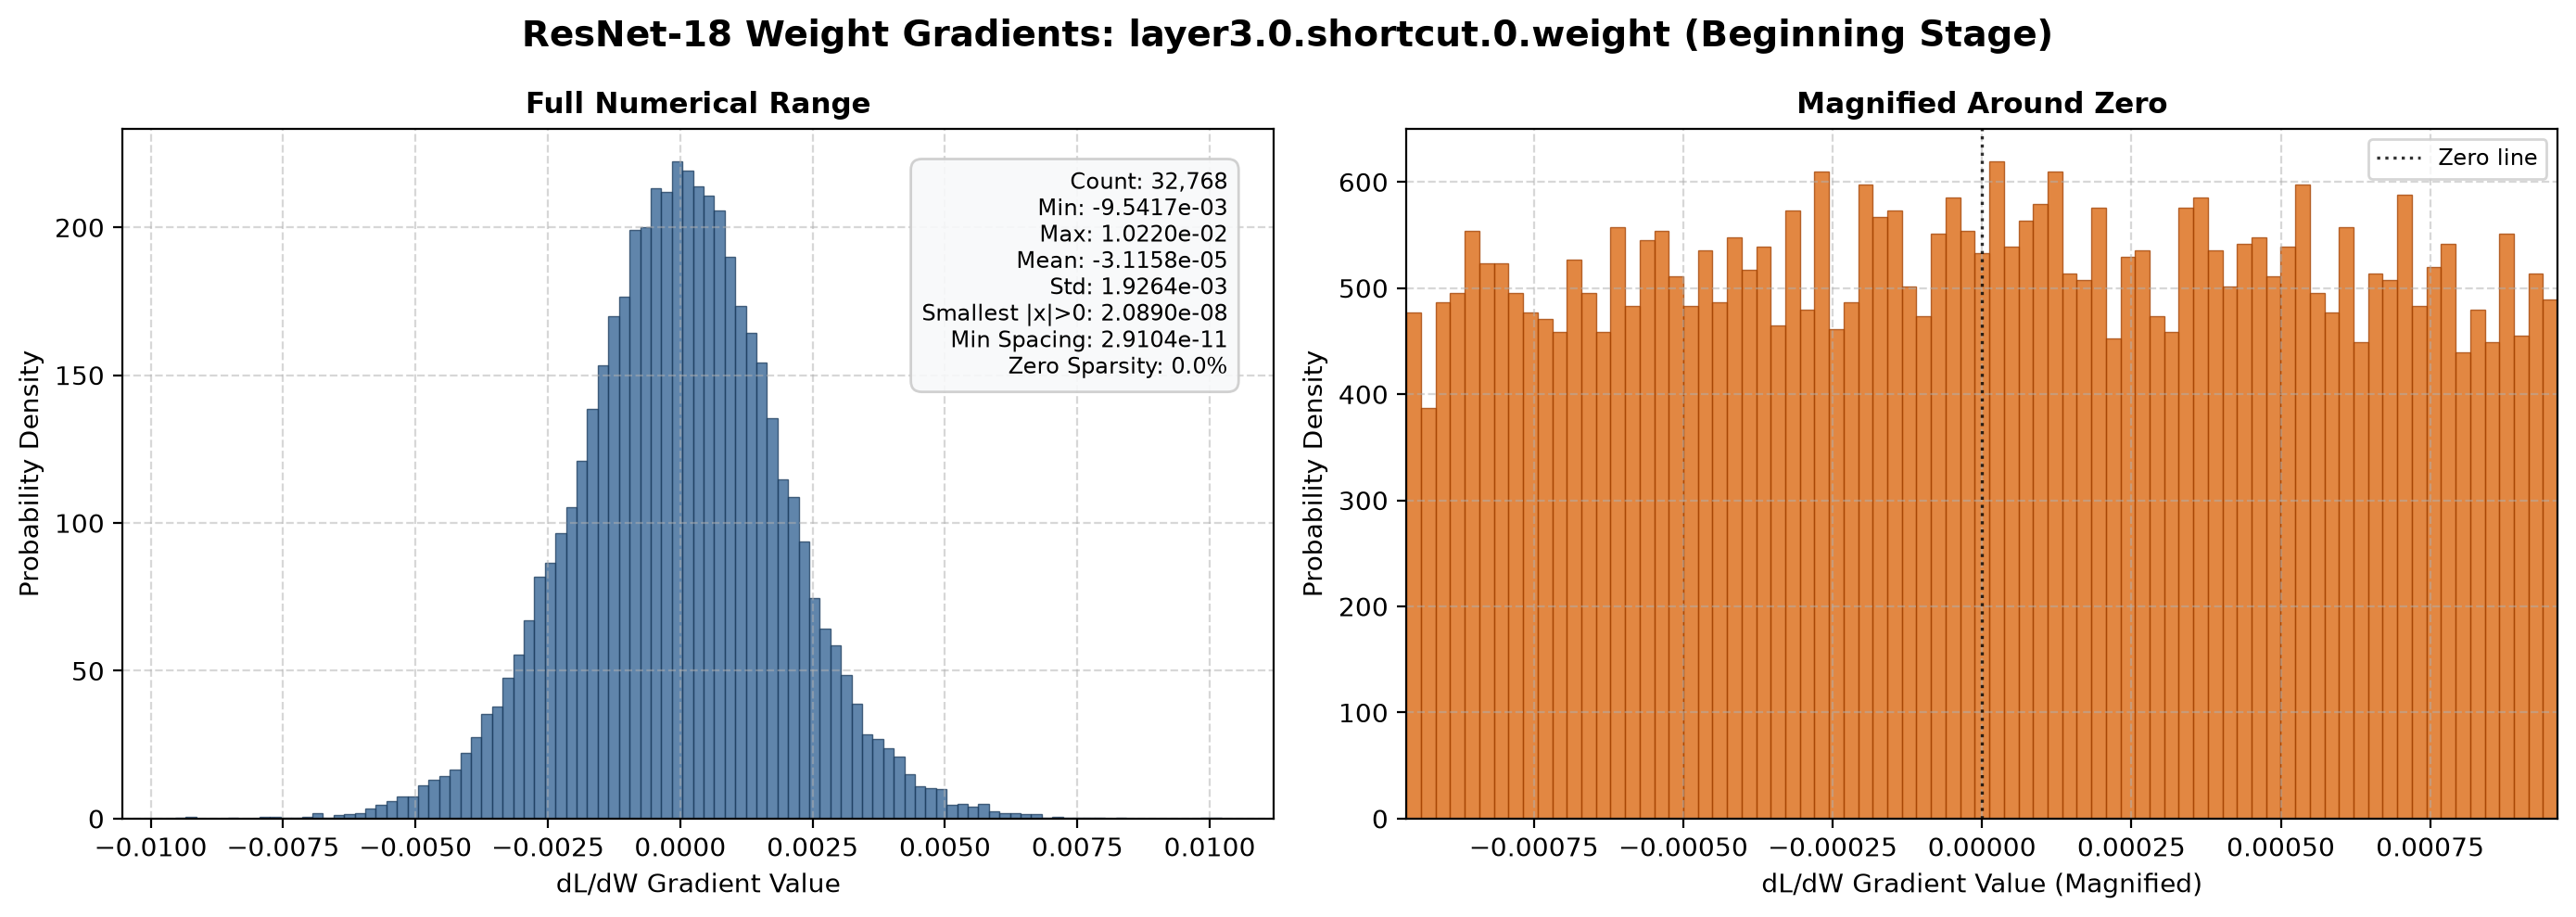 ResNet-18 Weight Gradients: layer3.0.shortcut.0.weight (Beginning Stage)
Full Numerical Range
Probability Density
200
150
100
50
0
Count: 32,768
Min: -9.5417e-03
Max: 1.0220e-02
Mean: -3.1158e-05
Std: 1.9264e-03
Smallest |x|>0: 2.0890e-08
Min Spacing: 2.9104e-11
Zero Sparsity: 0.0%
−0.0100 −0.0075 −0.0050 −0.0025 0.0000 0.0025 0.0050 0.0075 0.0100
dL/dW Gradient Value
Magnified Around Zero
Probability Density
600
500
400
300
200
100
0
Zero line
−0.00075 −0.00050 −0.00025 0.00000 0.00025 0.00050 0.00075
dL/dW Gradient Value (Magnified)